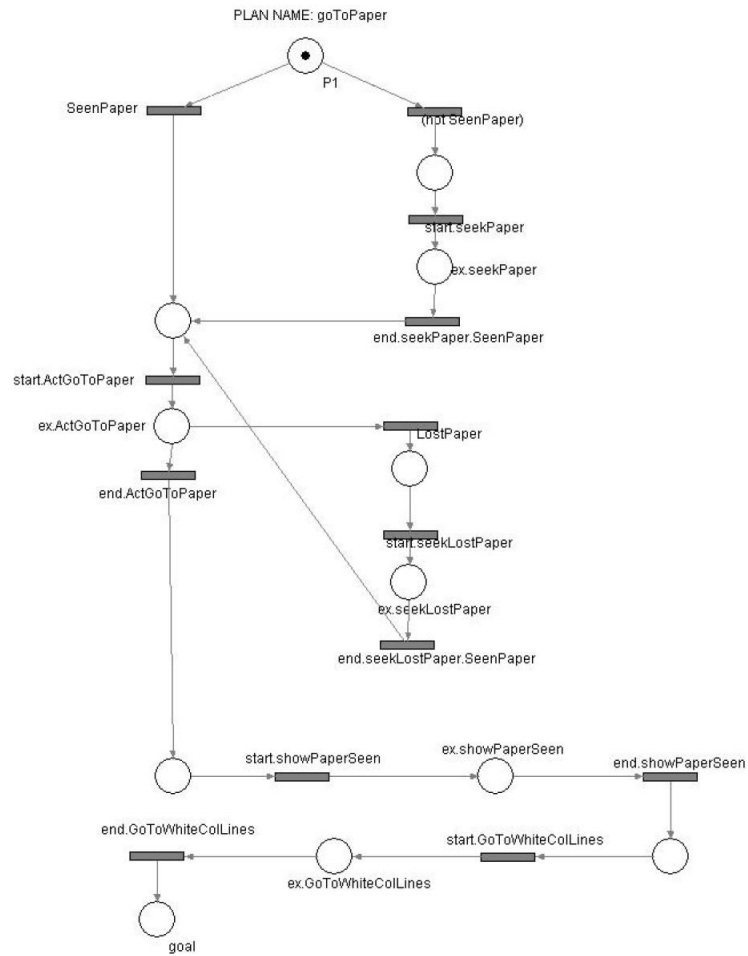 PLAN NAME: goToPaper
P1
SeenPaper
(not SeenPaper)
start.seekPaper
ex.seekPaper
end.seekPaper.SeenPaper
start.ActGoToPaper
ex.ActGoToPaper
LostPaper
end.ActGoToPaper
start.seekLostPaper
ex.seekLostPaper
end.seekLostPaper.SeenPaper
start.showPaperSeen
ex.showPaperSeen
end.showPaperSeen
end.GoToWhiteColLines
start.GoToWhiteColLines
ex.GoToWhiteColLines
goal